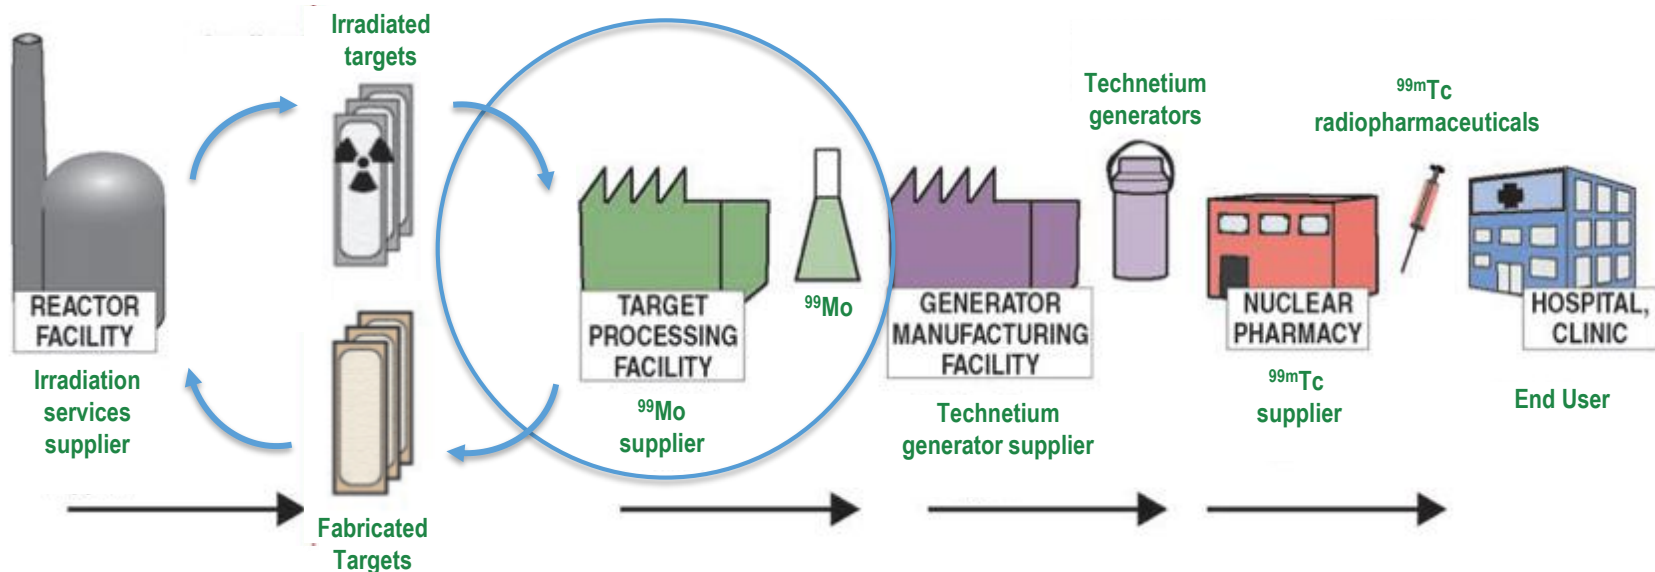 Irradiated
targets
REACTOR
FACILITY
Irradiation
services
supplier
Fabricated
Targets
TARGET
PROCESSING
FACILITY
⁹⁹Mo
supplier
⁹⁹Mo
GENERATOR
MANUFACTURING
FACILITY
Technetium
generator supplier
Technetium
generators
NUCLEAR
PHARMACY
⁹⁹ᵐTc
supplier
⁹⁹ᵐTc
radiopharmaceuticals
HOSPITAL,
CLINIC
End User